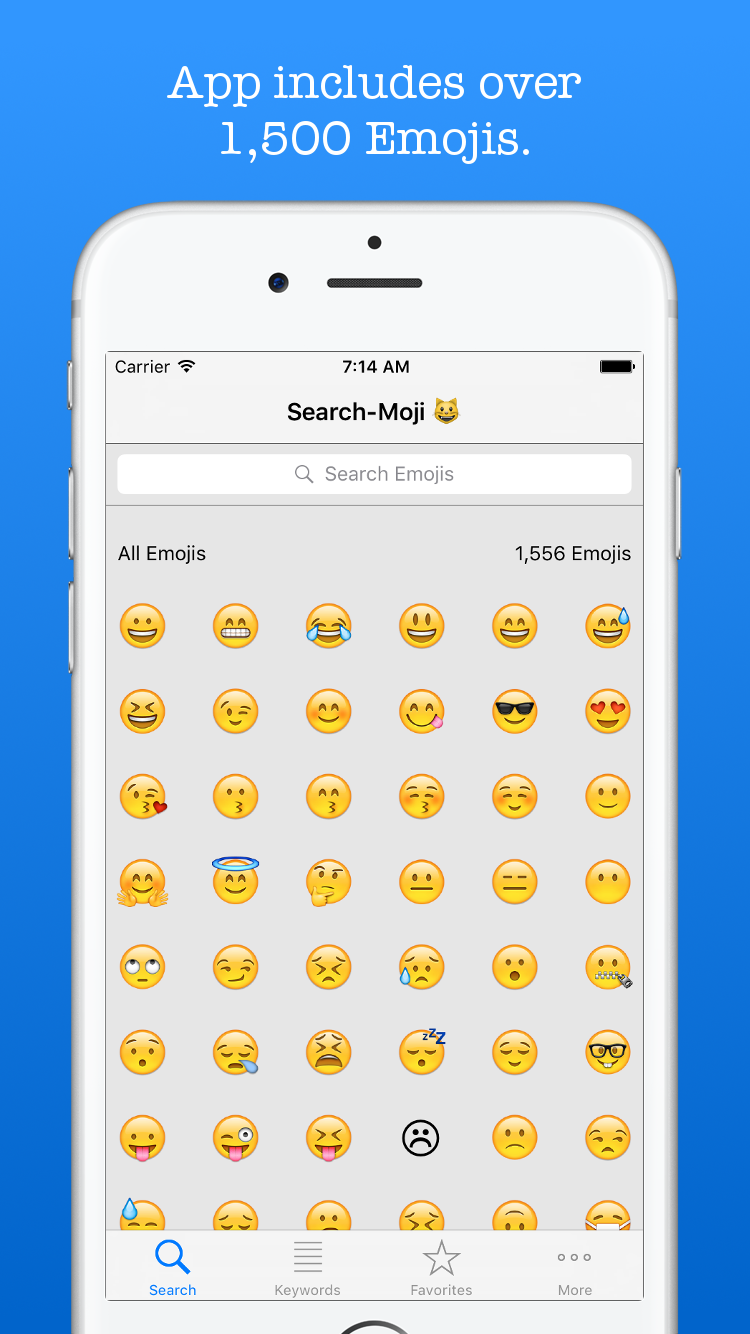 App includes over
1,500 Emojis.
Carrier 7:14 AM
Search-Moji
Search Emojis
All Emojis 1,556 Emojis
zzZ
Search Keywords Favorites More